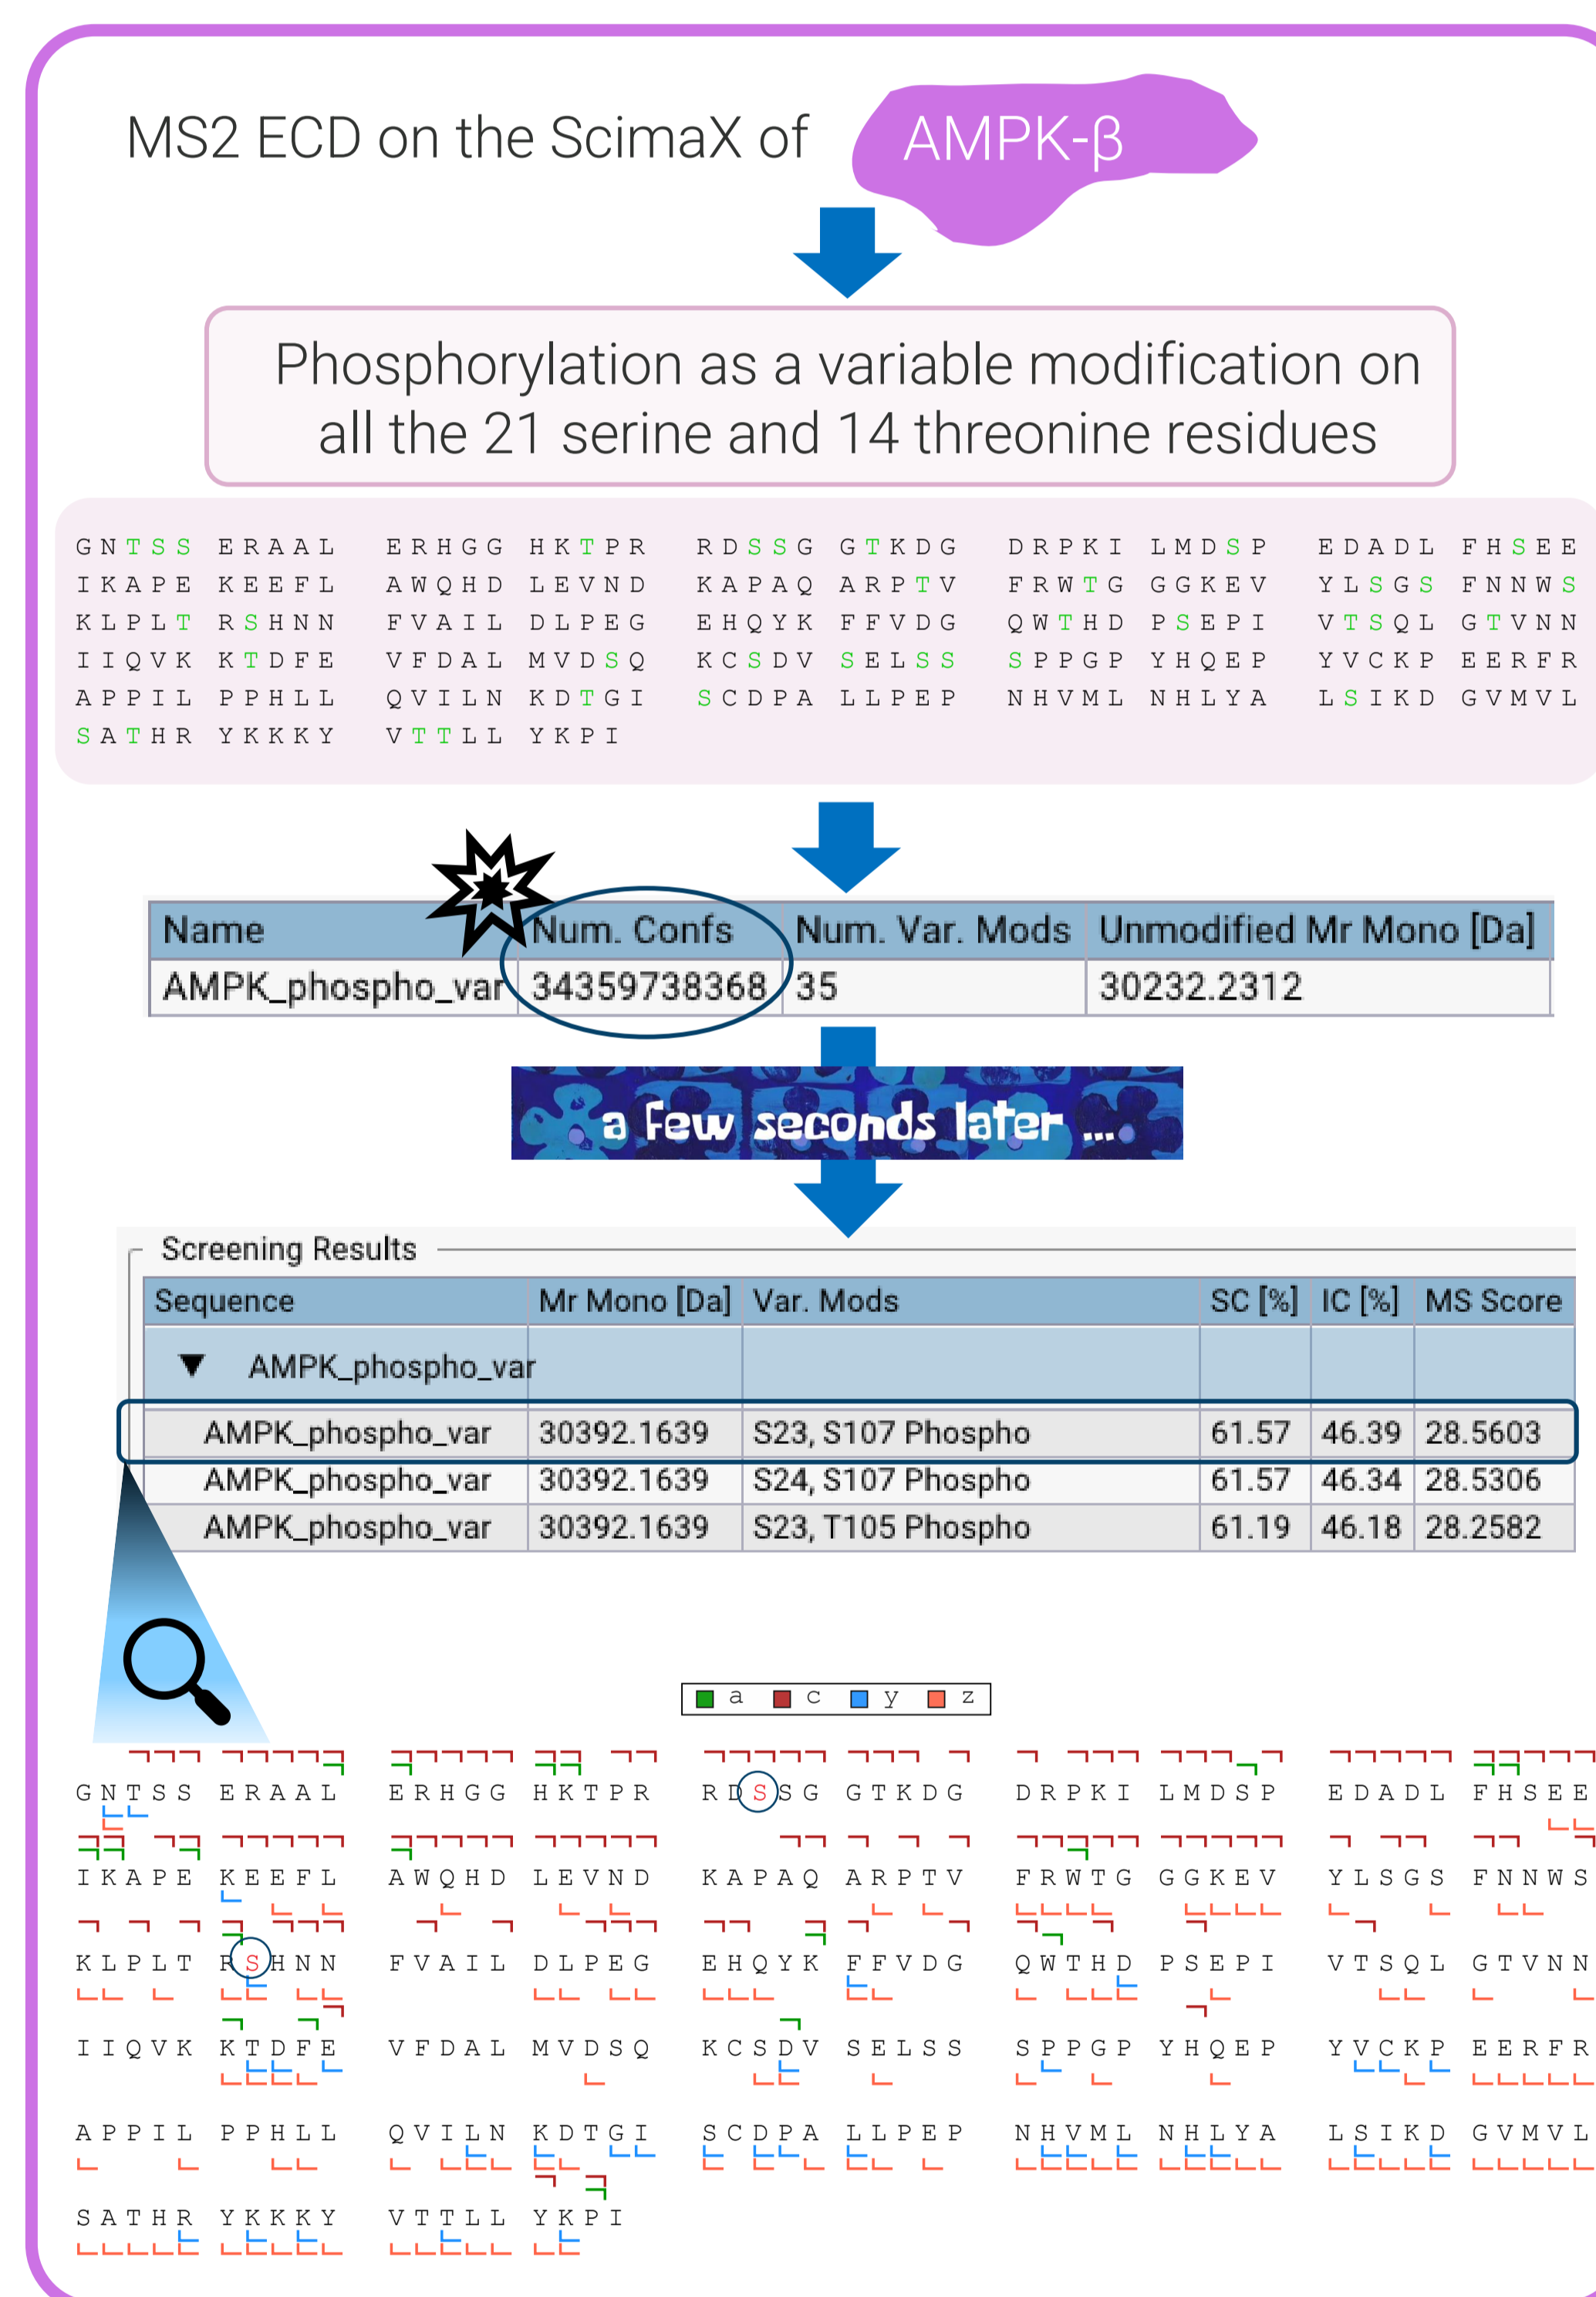 MS2 ECD on the ScimaX of AMPK-β
Phosphorylation as a variable modification on
all the 21 serine and 14 threonine residues
GNTSS ERAAL ERHGG HKTPR RDSSG GTKDG DRPKI LMDSP EDADL FHSEE
IKAPE KEEFL AWQHD LEVND KAPAQ ARPTV FRWTG GGKEV YLSGS FNNWS
KLPLT RSHNN FVAIL DLPEG EHQYK FFVDG QWTHD PSEPI VTSQL GTVNN
IIQVK KTDFE VFDAL MVDSQ KCSDV SELSS SPPGP YHQEP YVCKP EERFR
APPIL PPHLL QVILN KDTGI SCDPA LLPEP NHVML NHLYA LSIKD GVMVL
SATHR YKKKY VTTLL YKPI
Name Num. Confs Num. Var. Mods Unmodified Mr Mono [Da]
AMPK_phospho_var 34359738368 35 30232.2312
a few seconds later ...
Screening Results
Sequence Mr Mono [Da] Var. Mods SC [%] IC [%] MS Score
▼ AMPK_phospho_var
AMPK_phospho_var 30392.1639 S23, S107 Phospho 61.57 46.39 28.5603
AMPK_phospho_var 30392.1639 S24, S107 Phospho 61.57 46.34 28.5306
AMPK_phospho_var 30392.1639 S23, T105 Phospho 61.19 46.18 28.2582
a c y z
GNTSS ERAAL ERHGG HKTPR RDSSG GTKDG DRPKI LMDSP EDADL FHSEE
IKAPE KEEFL AWQHD LEVND KAPAQ ARPTV FRWTG GGKEV YLSGS FNNWS
KLPLT RSHNN FVAIL DLPEG EHQYK FFVDG QWTHD PSEPI VTSQL GTVNN
IIQVK KTDFE VFDAL MVDSQ KCSDV SELSS SPPGP YHQEP YVCKP EERFR
APPIL PPHLL QVILN KDTGI SCDPA LLPEP NHVML NHLYA LSIKD GVMVL
SATHR YKKKY VTTLL YKPI